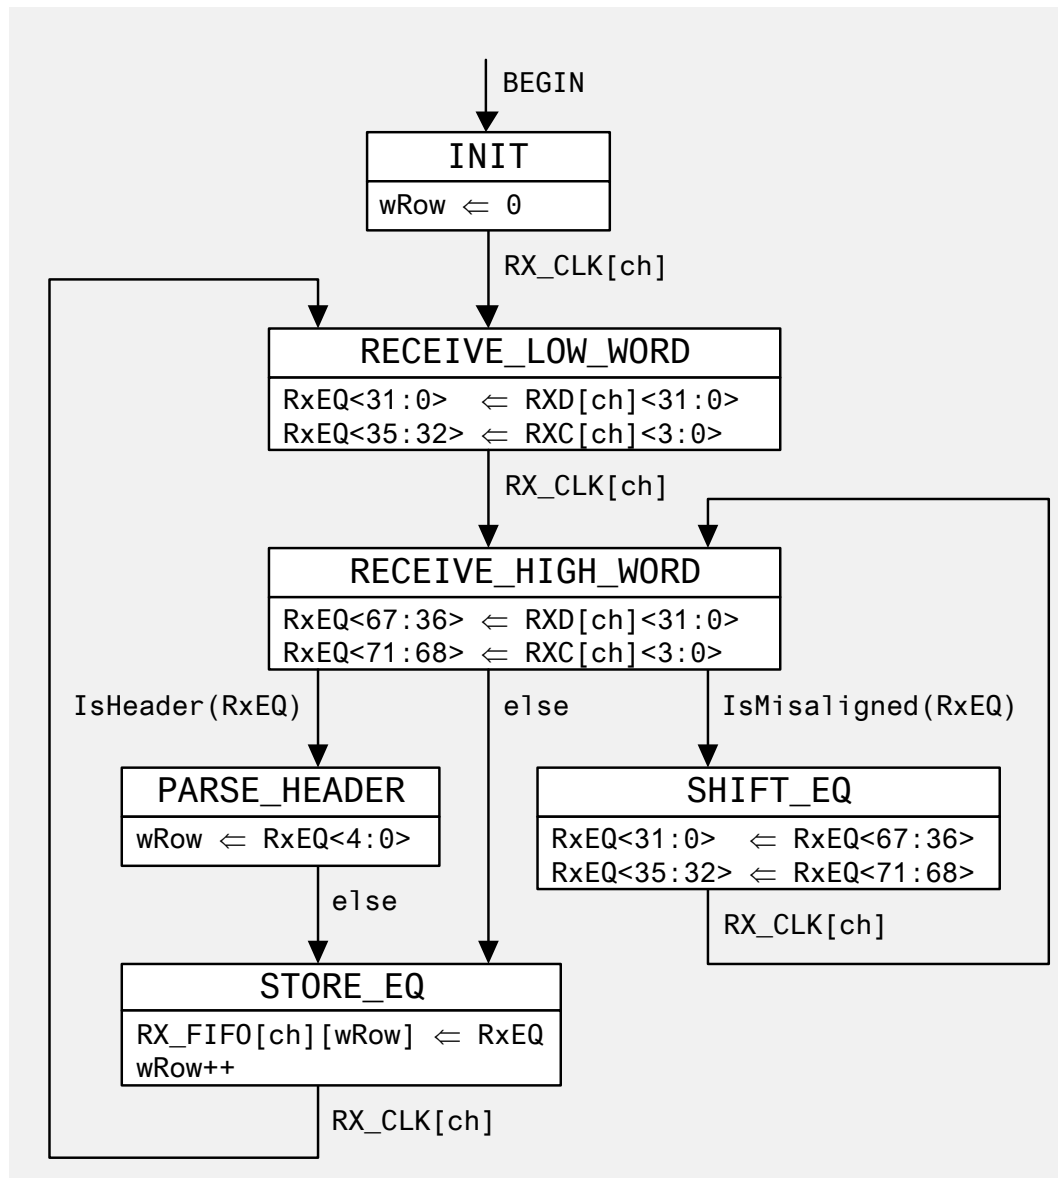 BEGIN
INIT
wRow ⇐ 0
RX_CLK[ch]
RECEIVE_LOW_WORD
RxEQ<31:0> ⇐ RXD[ch]<31:0>
RxEQ<35:32> ⇐ RXC[ch]<3:0>
RX_CLK[ch]
RECEIVE_HIGH_WORD
RxEQ<67:36> ⇐ RXD[ch]<31:0>
RxEQ<71:68> ⇐ RXC[ch]<3:0>
IsHeader(RxEQ)
else
IsMisaligned(RxEQ)
PARSE_HEADER
wRow ⇐ RxEQ<4:0>
SHIFT_EQ
RxEQ<31:0> ⇐ RxEQ<67:36>
RxEQ<35:32> ⇐ RxEQ<71:68>
else
RX_CLK[ch]
STORE_EQ
RX_FIFO[ch][wRow] ⇐ RxEQ
wRow++
RX_CLK[ch]